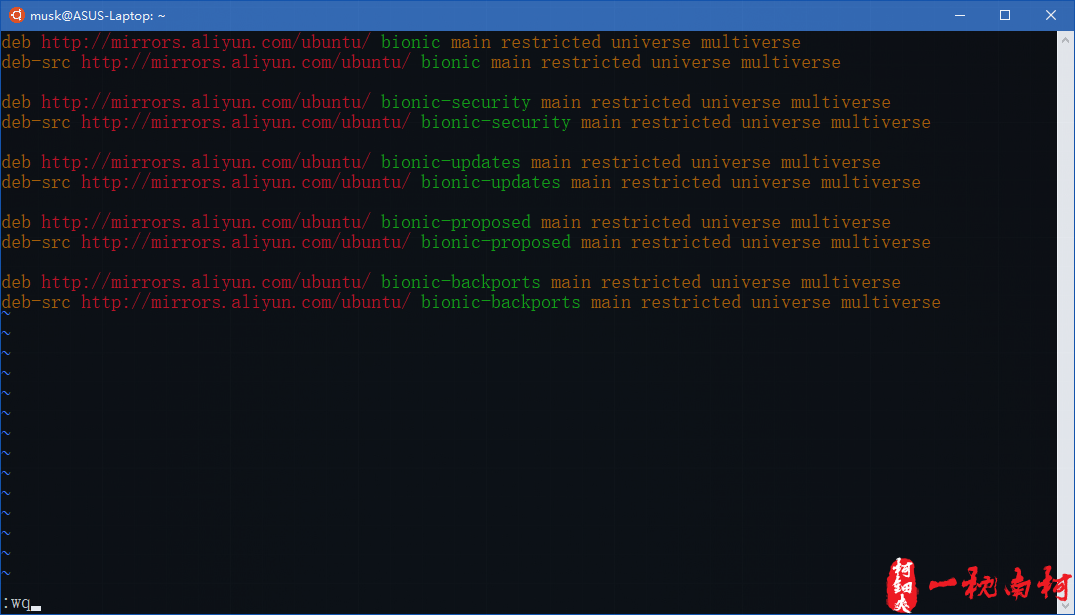 musk@ASUS-Laptop: ~
deb http://mirrors.aliyun.com/ubuntu/ bionic main restricted universe multiverse
deb-src http://mirrors.aliyun.com/ubuntu/ bionic main restricted universe multiverse
deb http://mirrors.aliyun.com/ubuntu/ bionic-security main restricted universe multiverse
deb-src http://mirrors.aliyun.com/ubuntu/ bionic-security main restricted universe multiverse
deb http://mirrors.aliyun.com/ubuntu/ bionic-updates main restricted universe multiverse
deb-src http://mirrors.aliyun.com/ubuntu/ bionic-updates main restricted universe multiverse
deb http://mirrors.aliyun.com/ubuntu/ bionic-proposed main restricted universe multiverse
deb-src http://mirrors.aliyun.com/ubuntu/ bionic-proposed main restricted universe multiverse
deb http://mirrors.aliyun.com/ubuntu/ bionic-backports main restricted universe multiverse
deb-src http://mirrors.aliyun.com/ubuntu/ bionic-backports main restricted universe multiverse
~
~
~
~
~
~
~
~
~
~
~
~
~
~
:wq
柯钿爽
一枕南柯